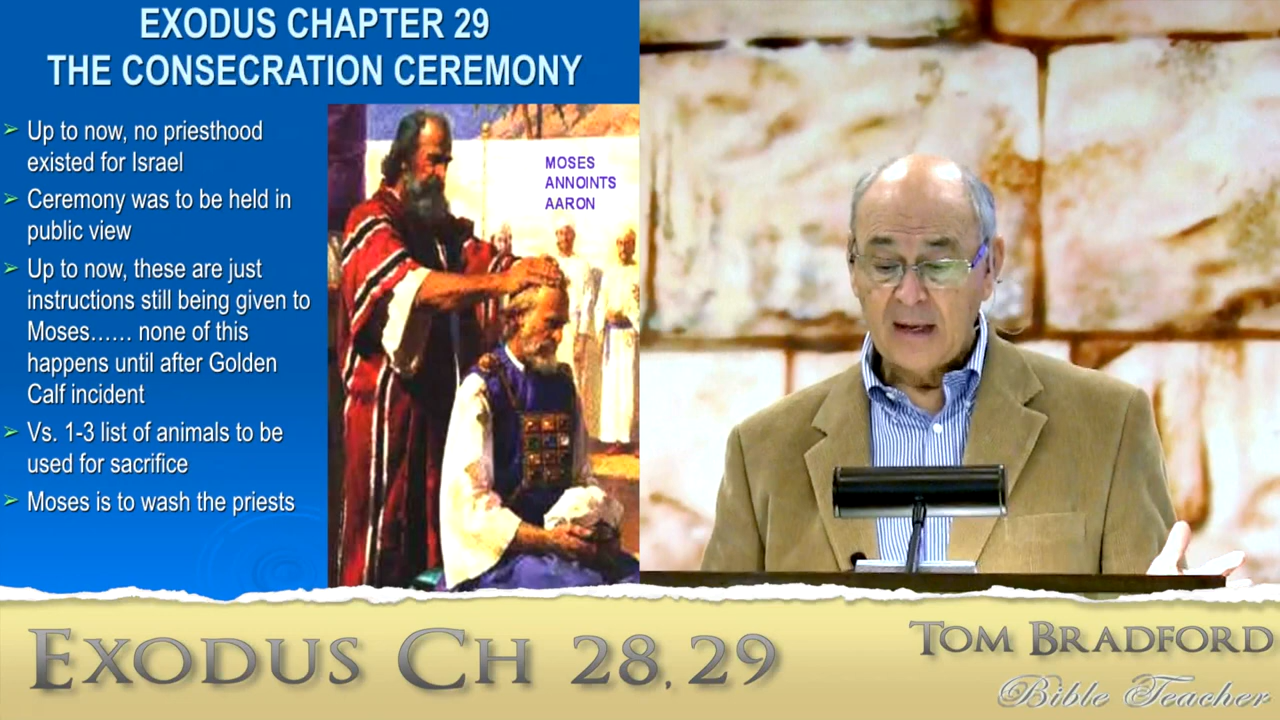 EXODUS CHAPTER 29
THE CONSECRATION CEREMONY
➢ Up to now, no priesthood
existed for Israel
➢ Ceremony was to be held in
public view
➢ Up to now, these are just
instructions still being given to
Moses...... none of this
happens until after Golden
Calf incident
➢ Vs. 1-3 list of animals to be
used for sacrifice
➢ Moses is to wash the priests
MOSES
ANNOINTS
AARON
EXODUS CH 28, 29
TOM BRADFORD
Bible Teacher